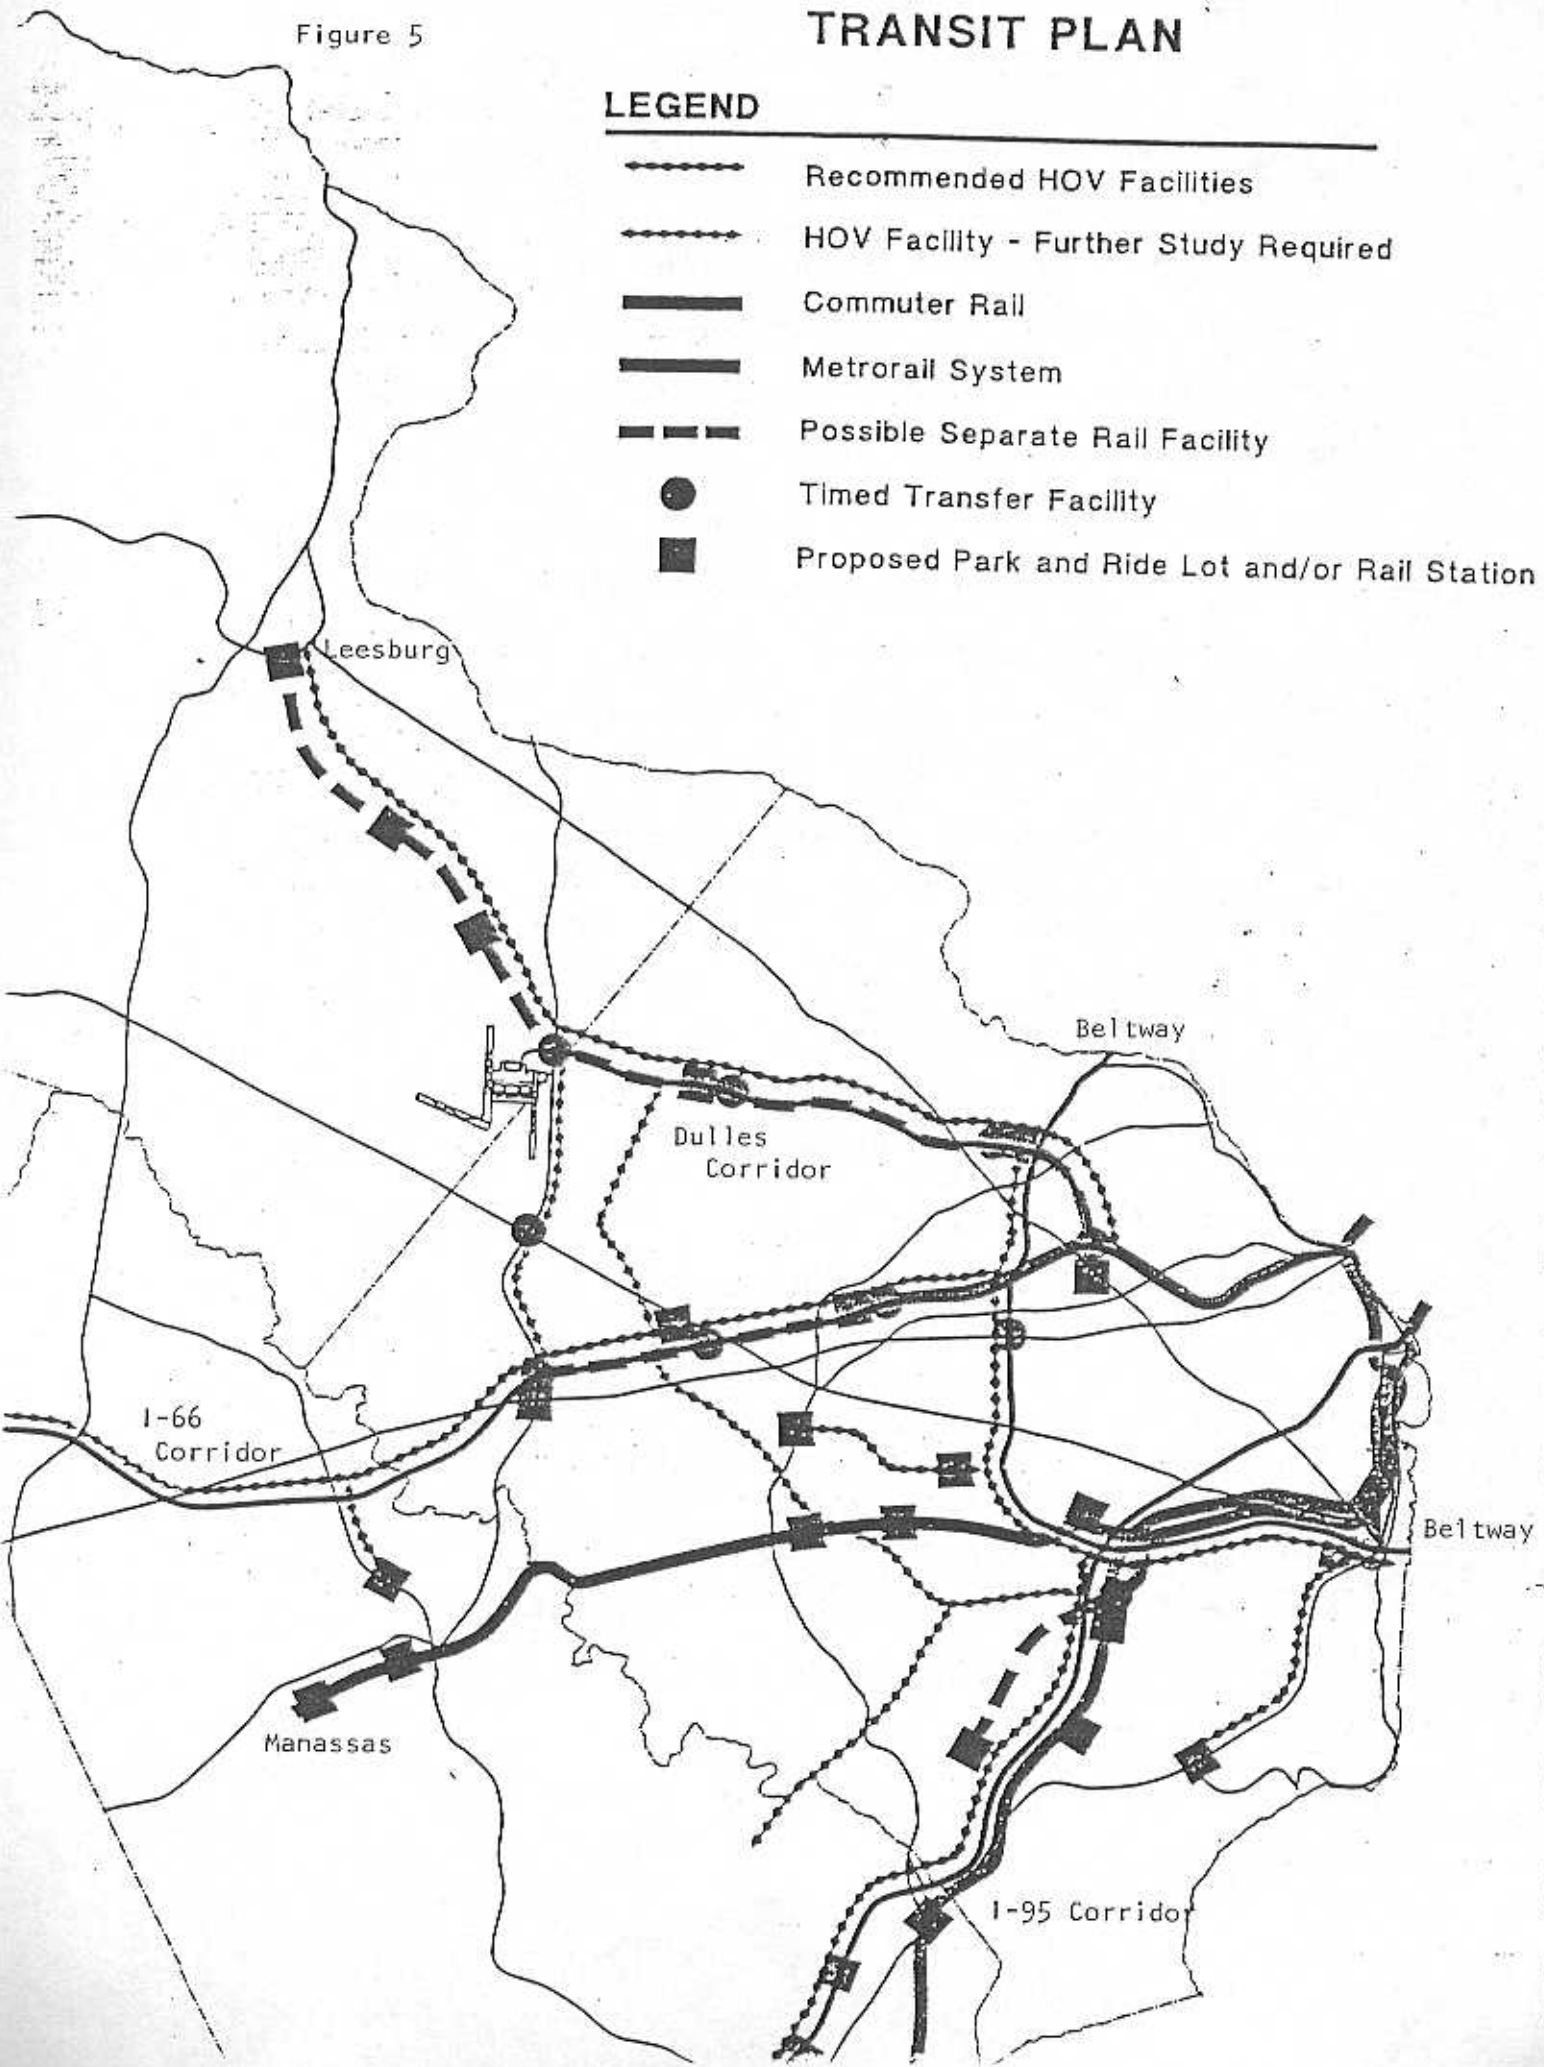 Figure 5
TRANSIT PLAN
LEGEND
Recommended HOV Facilities
HOV Facility - Further Study Required
Commuter Rail
Metrorail System
Possible Separate Rail Facility
Timed Transfer Facility
Proposed Park and Ride Lot and/or Rail Station
Leesburg
Beltway
Dulles
Corridor
I-66
Corridor
Beltway
Manassas
I-95 Corridor